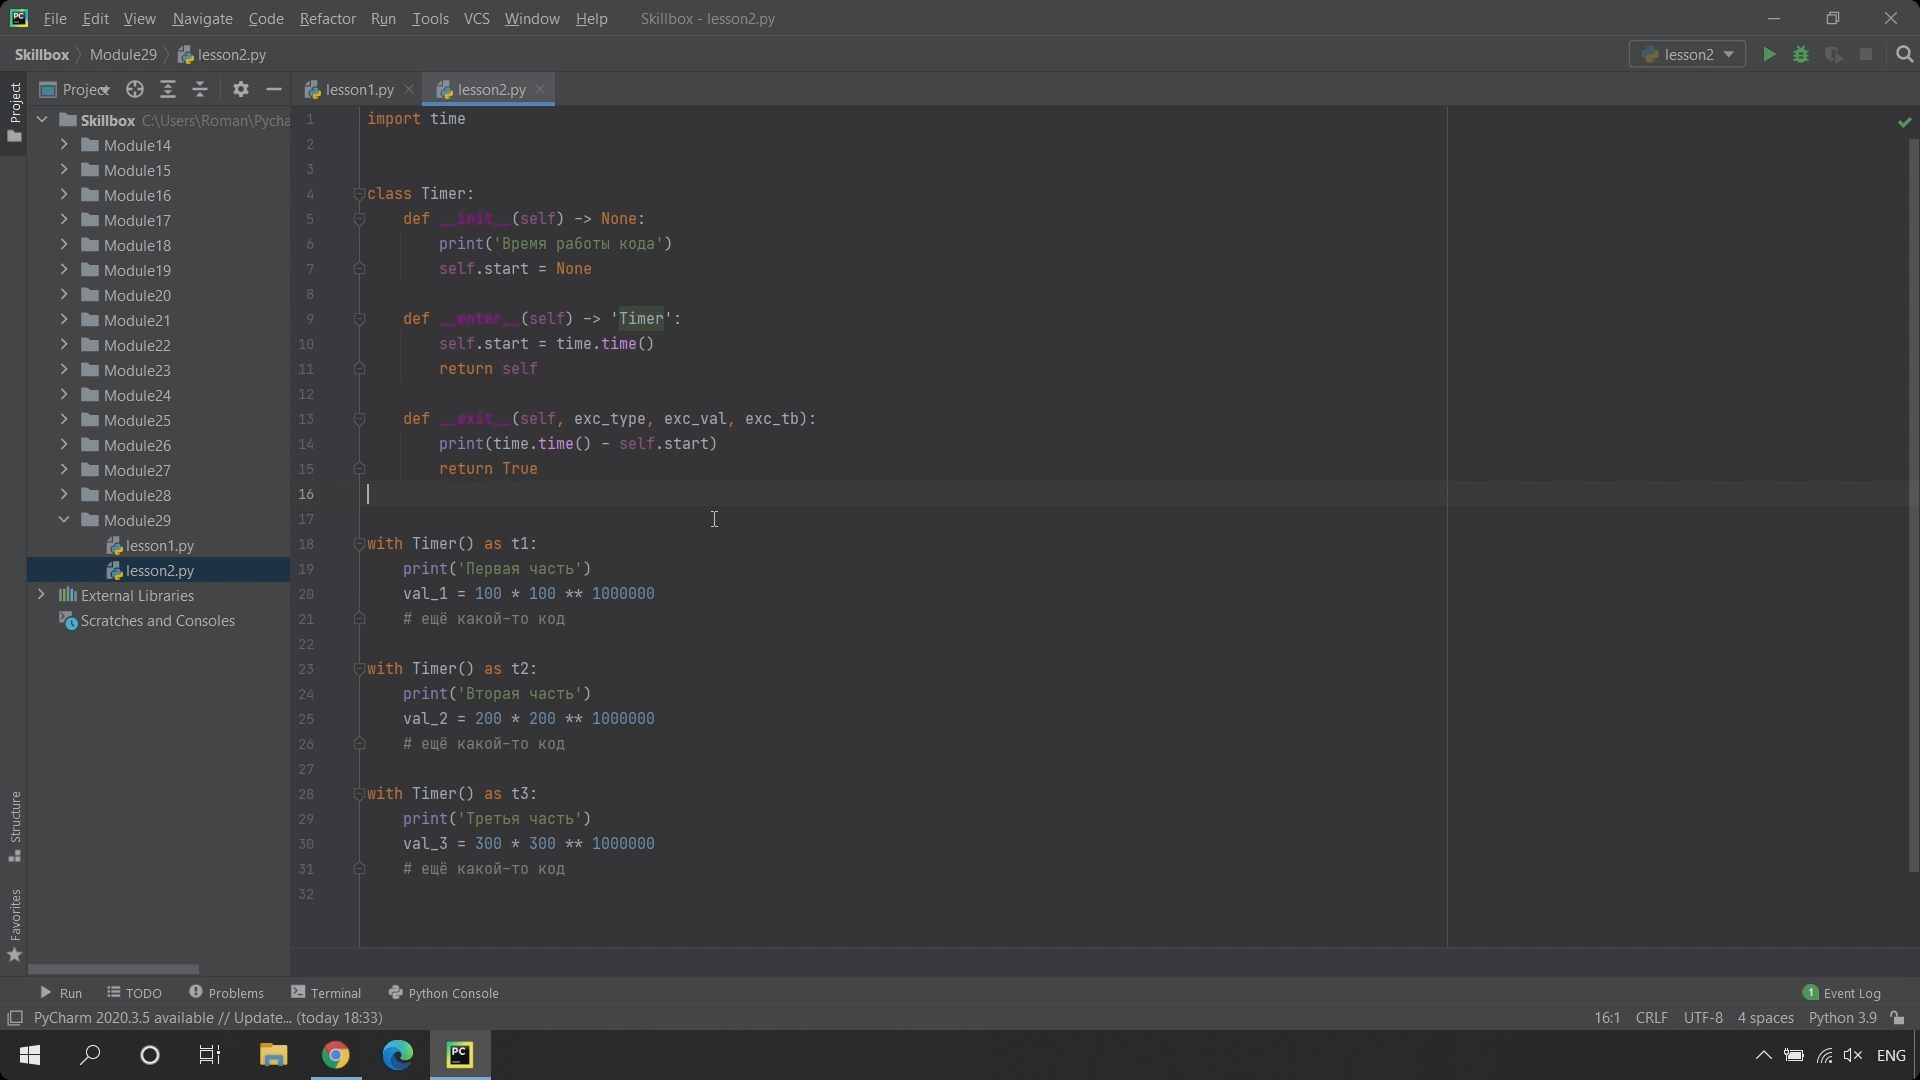 File Edit View Navigate Code Refactor Run Tools VCS Window Help Skillbox - lesson2.py
Skillbox Module29 lesson2.py lesson2
Project lesson1.py lesson2.py
Project
Skillbox C:\Users\Roman\Pycha
Module14
Module15
Module16
Module17
Module18
Module19
Module20
Module21
Module22
Module23
Module24
Module25
Module26
Module27
Module28
Module29
lesson1.py
lesson2.py
External Libraries
Scratches and Consoles
Structure
Favorites
1 import time
2
3
4 class Timer:
5 def __init__(self) -> None:
6 print('Время работы кода')
7 self.start = None
8
9 def __enter__(self) -> 'Timer':
10 self.start = time.time()
11 return self
12
13 def __exit__(self, exc_type, exc_val, exc_tb):
14 print(time.time() - self.start)
15 return True
16
17
18 with Timer() as t1:
19 print('Первая часть')
20 val_1 = 100 * 100 ** 1000000
21 # ещё какой-то код
22
23 with Timer() as t2:
24 print('Вторая часть')
25 val_2 = 200 * 200 ** 1000000
26 # ещё какой-то код
27
28 with Timer() as t3:
29 print('Третья часть')
30 val_3 = 300 * 300 ** 1000000
31 # ещё какой-то код
32
Run TODO Problems Terminal Python Console 1 Event Log
PyCharm 2020.3.5 available // Update... (today 18:33) 16:1 CRLF UTF-8 4 spaces Python 3.9
PC ENG